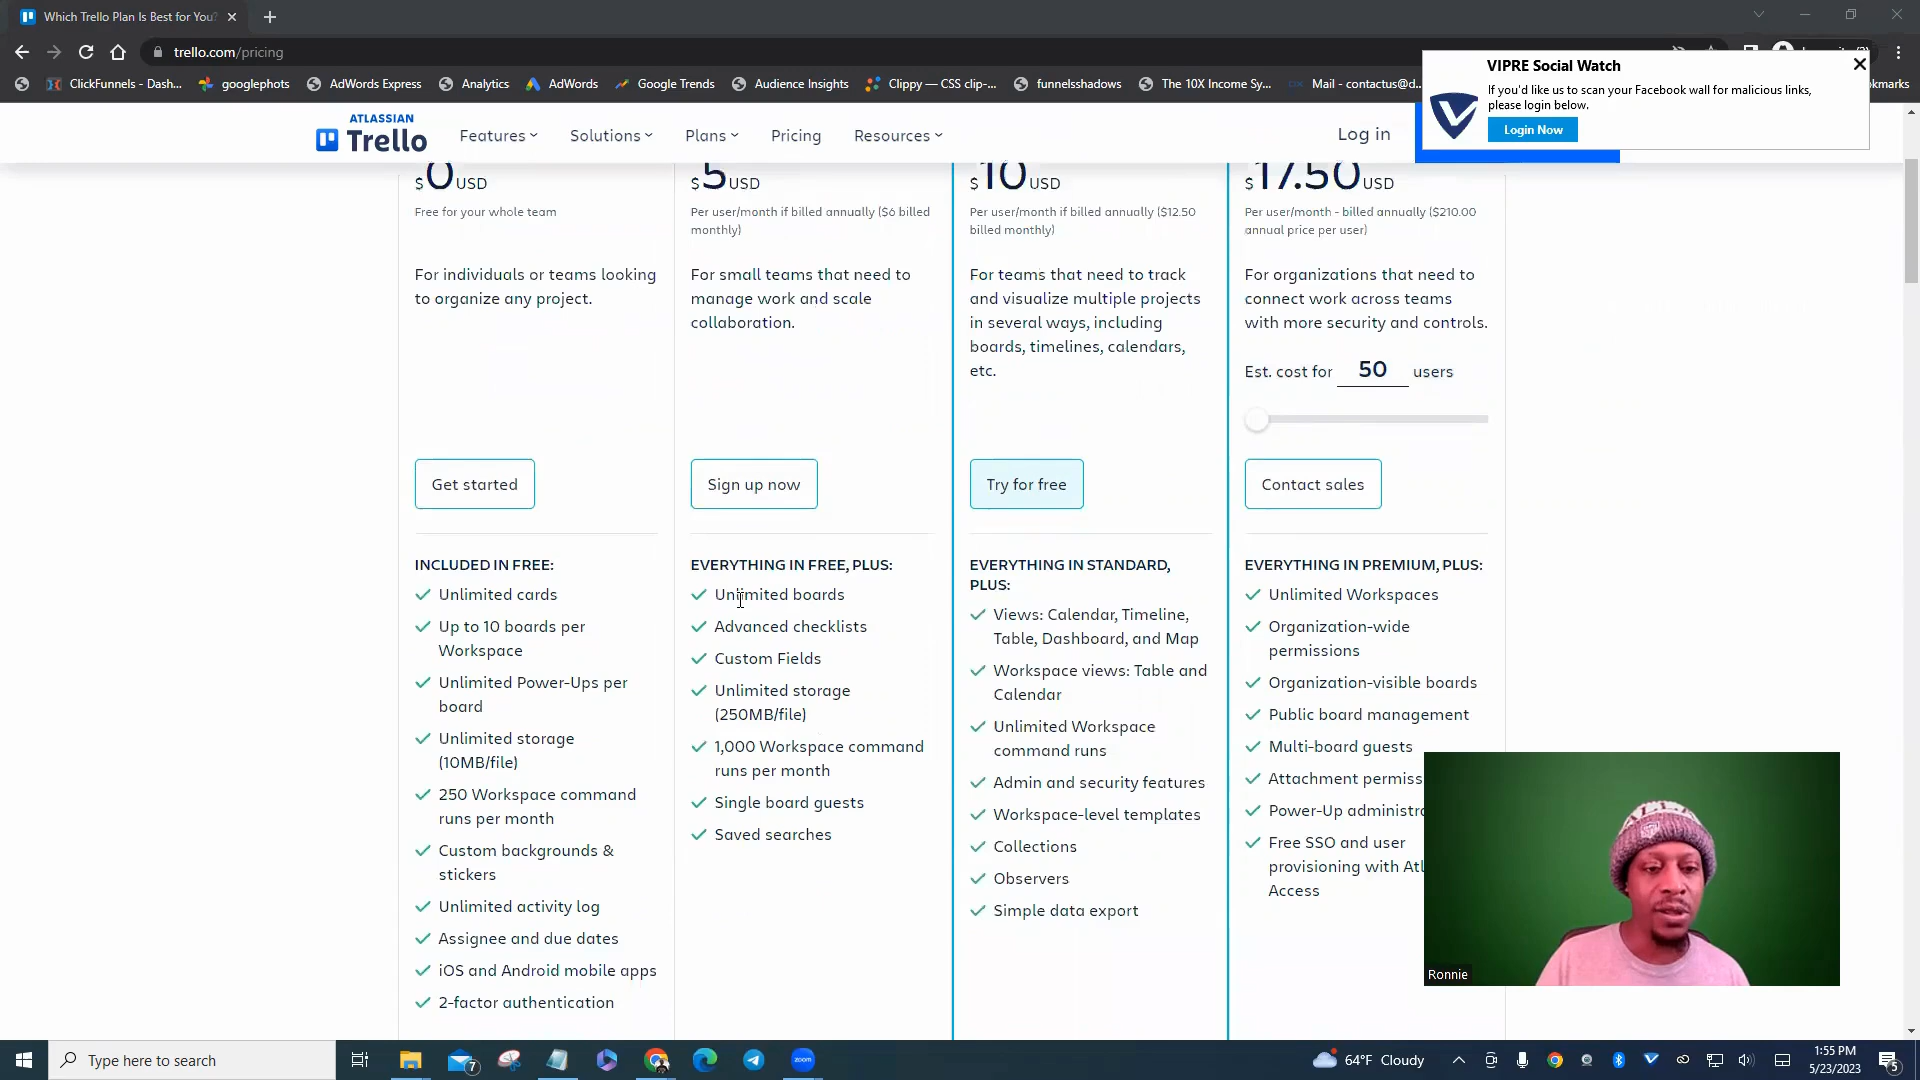 Which Trello Plan Is Best for You?
trello.com/pricing
ClickFunnels - Dash...
googlephots
AdWords Express
Analytics
AdWords
Google Trends
Audience Insights
Clippy — CSS clip-...
funnelsshadows
The 10X Income Sy...
Mail - contactus@d...
VIPRE Social Watch
If you'd like us to scan your Facebook wall for malicious links,
please login below.
Login Now
ATLASSIAN
Trello
Features
Solutions
Plans
Pricing
Resources
Log in
$0 USD
Free for your whole team
For individuals or teams looking
to organize any project.
Get started
INCLUDED IN FREE:
Unlimited cards
Up to 10 boards per
Workspace
Unlimited Power-Ups per
board
Unlimited storage
(10MB/file)
250 Workspace command
runs per month
Custom backgrounds &
stickers
Unlimited activity log
Assignee and due dates
iOS and Android mobile apps
2-factor authentication
$5 USD
Per user/month if billed annually ($6 billed
monthly)
For small teams that need to
manage work and scale
collaboration.
Sign up now
EVERYTHING IN FREE, PLUS:
Unlimited boards
Advanced checklists
Custom Fields
Unlimited storage
(250MB/file)
1,000 Workspace command
runs per month
Single board guests
Saved searches
$10 USD
Per user/month if billed annually ($12.50
billed monthly)
For teams that need to track
and visualize multiple projects
in several ways, including
boards, timelines, calendars,
etc.
Try for free
EVERYTHING IN STANDARD,
PLUS:
Views: Calendar, Timeline,
Table, Dashboard, and Map
Workspace views: Table and
Calendar
Unlimited Workspace
command runs
Admin and security features
Workspace-level templates
Collections
Observers
Simple data export
$17.50 USD
Per user/month - billed annually ($210.00
annual price per user)
For organizations that need to
connect work across teams
with more security and controls.
Est. cost for 50 users
Contact sales
EVERYTHING IN PREMIUM, PLUS:
Unlimited Workspaces
Organization-wide
permissions
Organization-visible boards
Public board management
Multi-board guests
Attachment permiss
Power-Up administra
Free SSO and user
provisioning with Atl
Access
Ronnie
Type here to search
7
zoom
64°F Cloudy
1:55 PM
5/23/2023
5